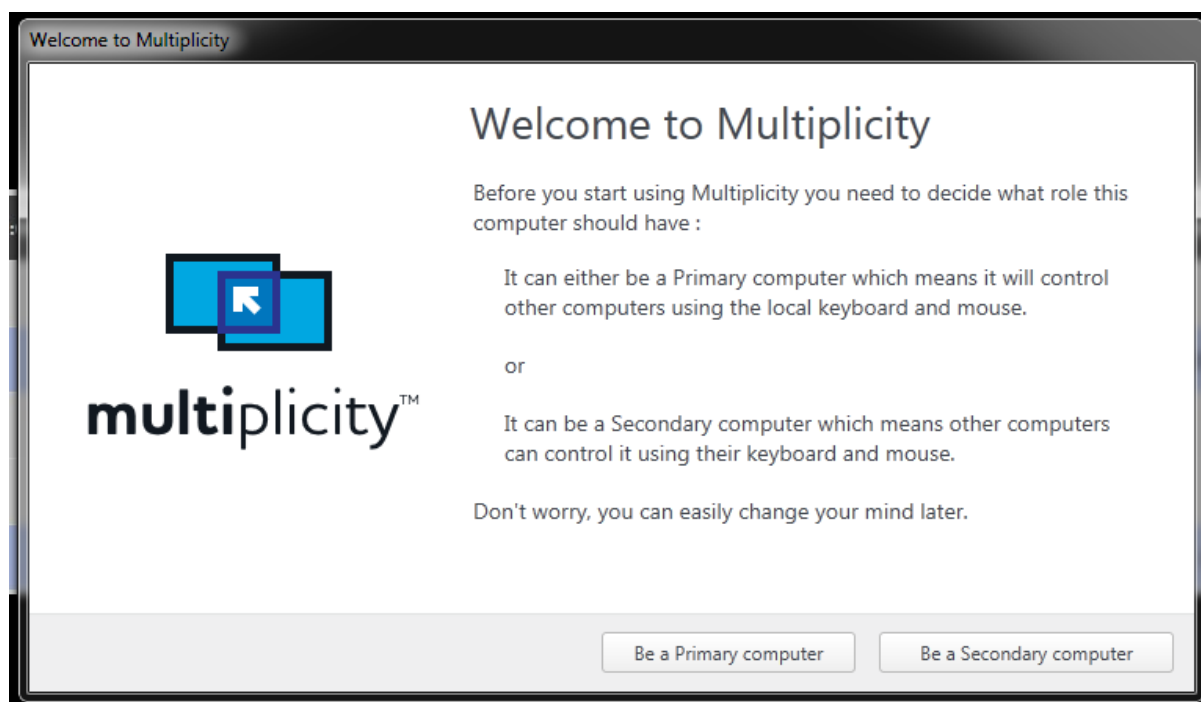 Welcome to Multiplicity
Welcome to Multiplicity
Before you start using Multiplicity you need to decide what role this
computer should have :
It can either be a Primary computer which means it will control
other computers using the local keyboard and mouse.
or
It can be a Secondary computer which means other computers
can control it using their keyboard and mouse.
Don't worry, you can easily change your mind later.
multiplicity™
Be a Primary computer
Be a Secondary computer